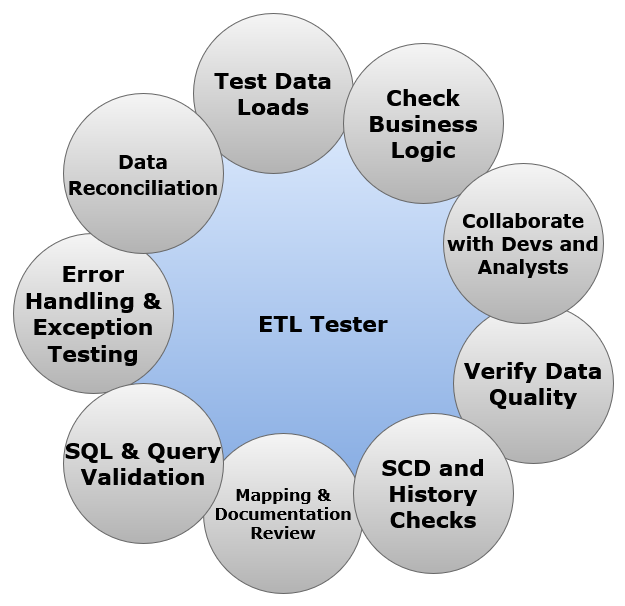 Test Data
Loads
Check
Business
Logic
Collaborate
with Devs and
Analysts
Verify Data
Quality
SCD and
History
Checks
Mapping &
Documentation
Review
SQL & Query
Validation
Error
Handling &
Exception
Testing
Data
Reconciliation
ETL Tester